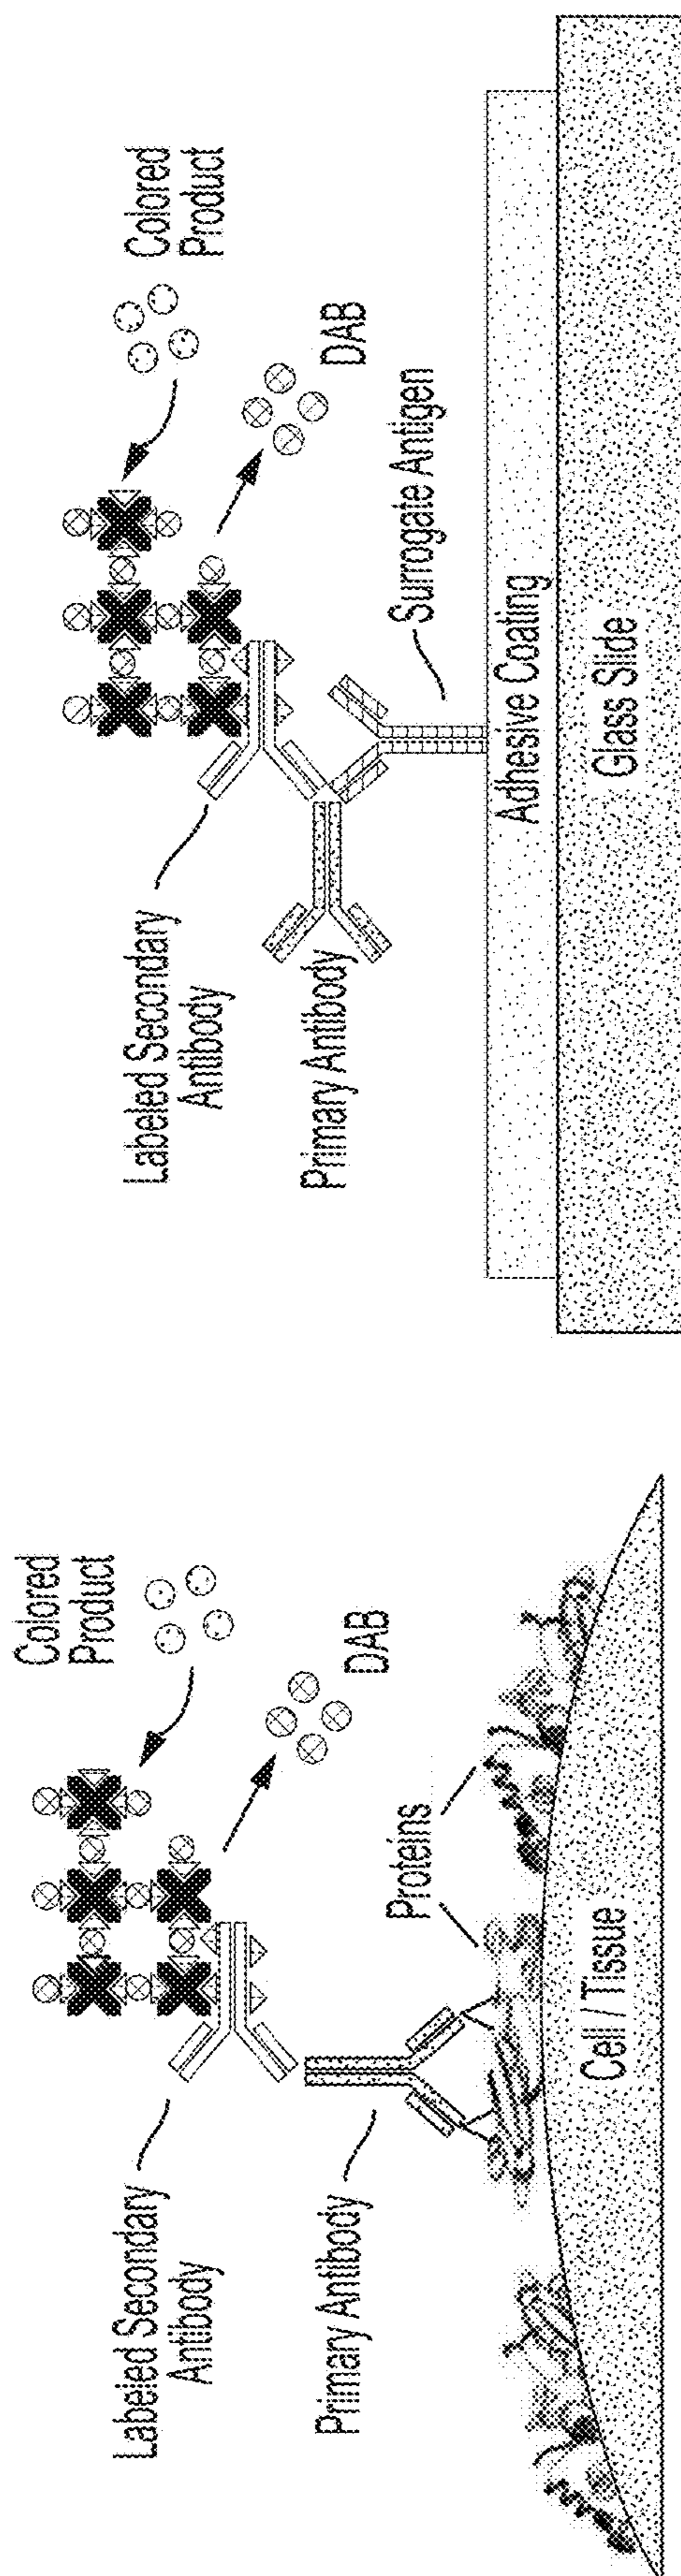 Colored
Product
DAB
Labeled Secondary
Antibody
Primary Antibody
Proteins
Cell / Tissue
Colored
Product
DAB
Labeled Secondary
Antibody
Primary Antibody
Surrogate Antigen
Adhesive Coating
Glass Slide